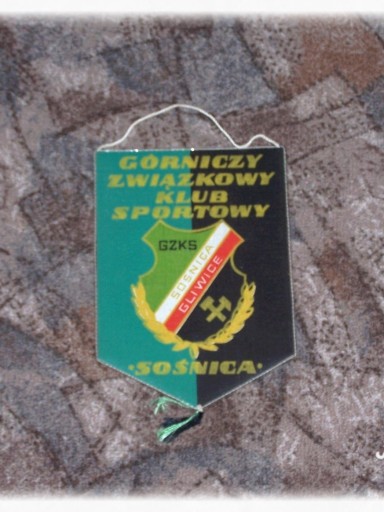 GÓRNICZY
ZWIĄZKOWY
KLUB
SPORTOWY
GZKS
SOŚNICA
GLIWICE
·SOŚNICA·